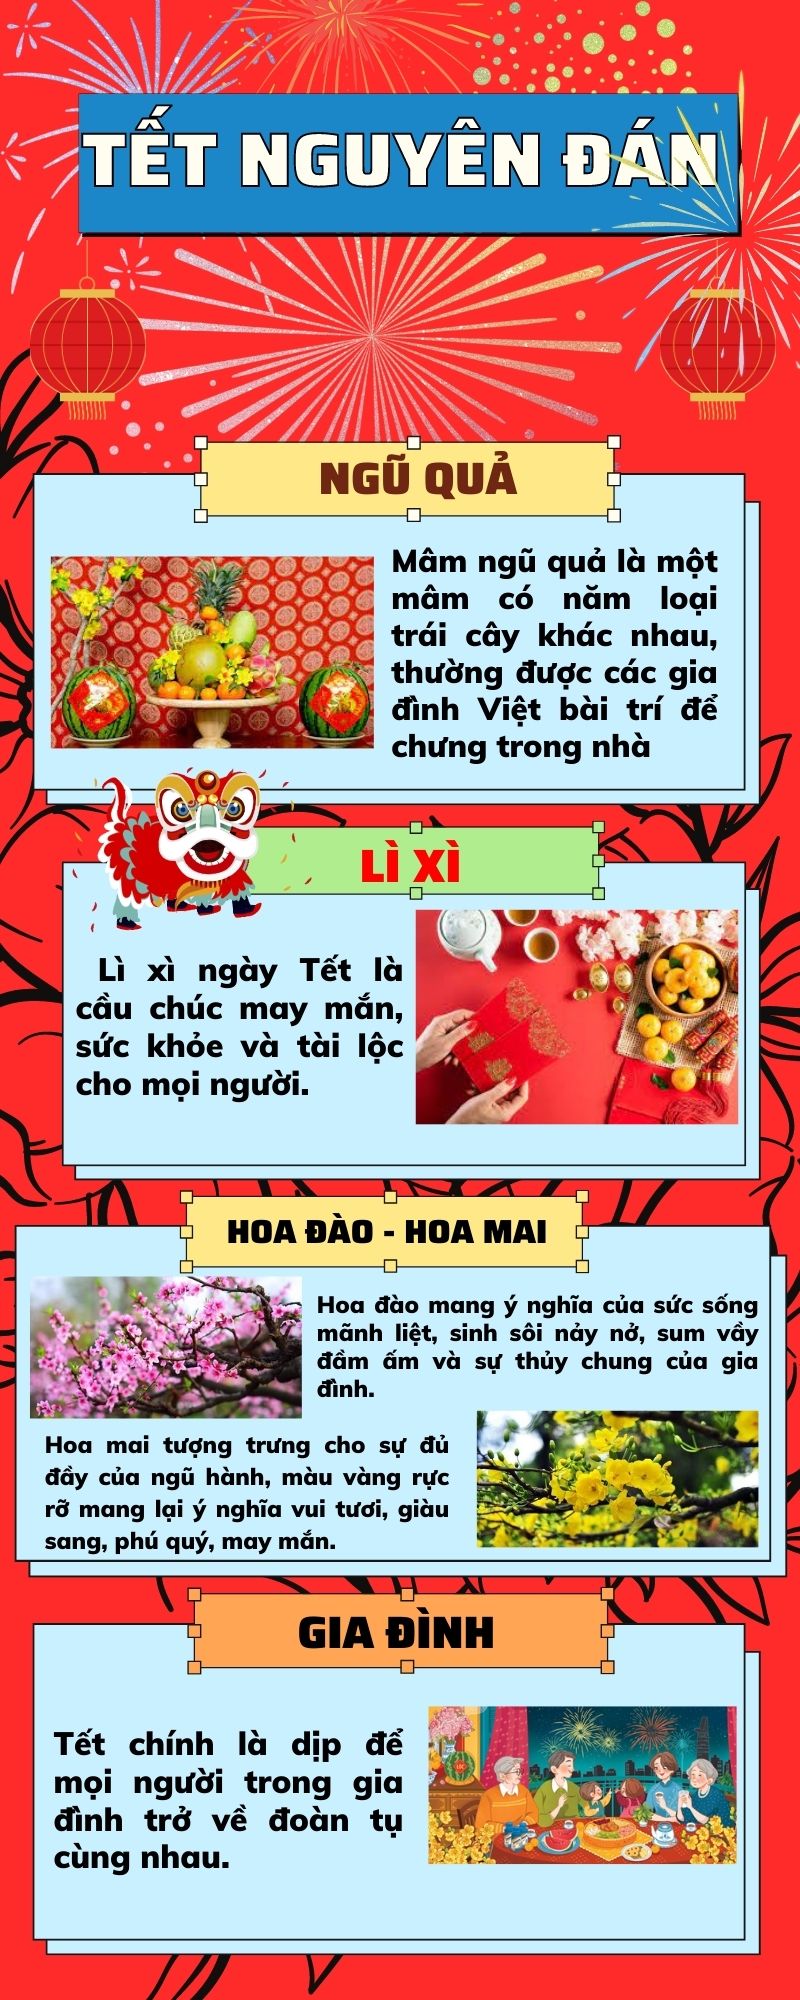 TẾT NGUYÊN ĐÁN
NGŨ QUẢ
Mâm ngũ quả là một
mâm có năm loại
trái cây khác nhau,
thường được các gia
đình Việt bài trí để
chưng trong nhà
LÌ XÌ
Lì xì ngày Tết là
cầu chúc may mắn,
sức khỏe và tài lộc
cho mọi người.
HOA ĐÀO - HOA MAI
Hoa đào mang ý nghĩa của sức sống
mãnh liệt, sinh sôi nảy nở, sum vầy
đầm ấm và sự thủy chung của gia
đình.
Hoa mai tượng trưng cho sự đủ
đầy của ngũ hành, màu vàng rực
rỡ mang lại ý nghĩa vui tươi, giàu
sang, phú quý, may mắn.
GIA ĐÌNH
Tết chính là dịp để
mọi người trong gia
đình trở về đoàn tụ
cùng nhau.